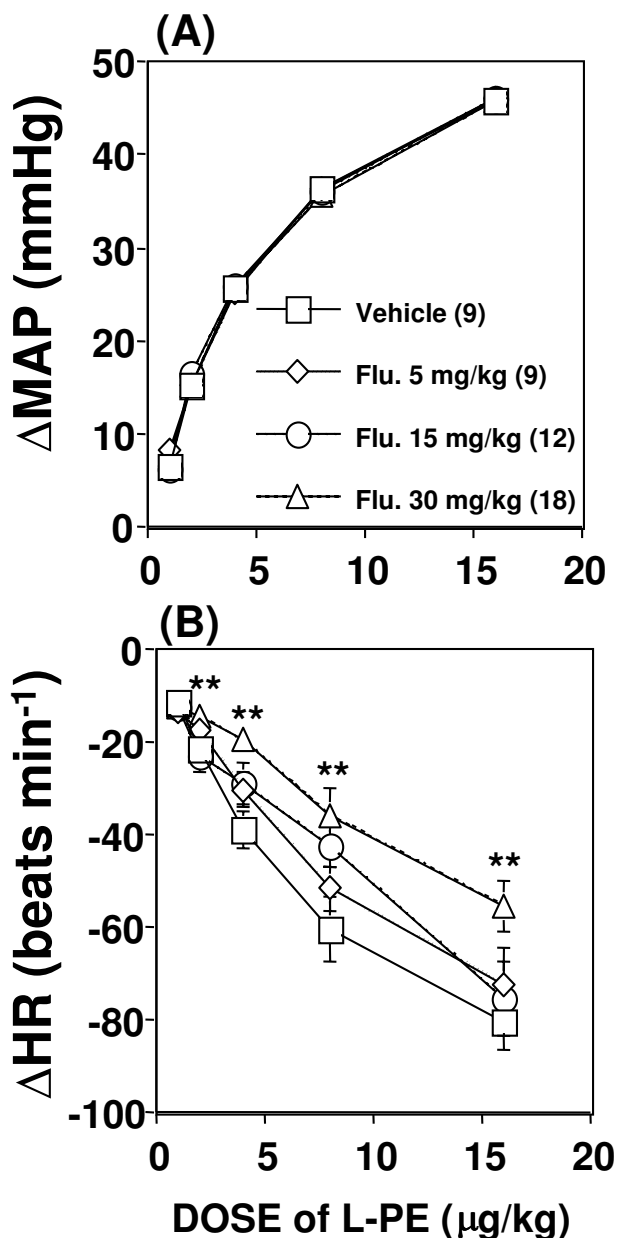 (A)
ΔMAP (mmHg)
50
40
30
20
10
0
Vehicle (9)
Flu. 5 mg/kg (9)
Flu. 15 mg/kg (12)
Flu. 30 mg/kg (18)
0 5 10 15 20
(B)
ΔHR (beats min-1)
0
-20
-40
-60
-80
-100
**
**
**
**
0 5 10 15 20
DOSE of L-PE (μg/kg)